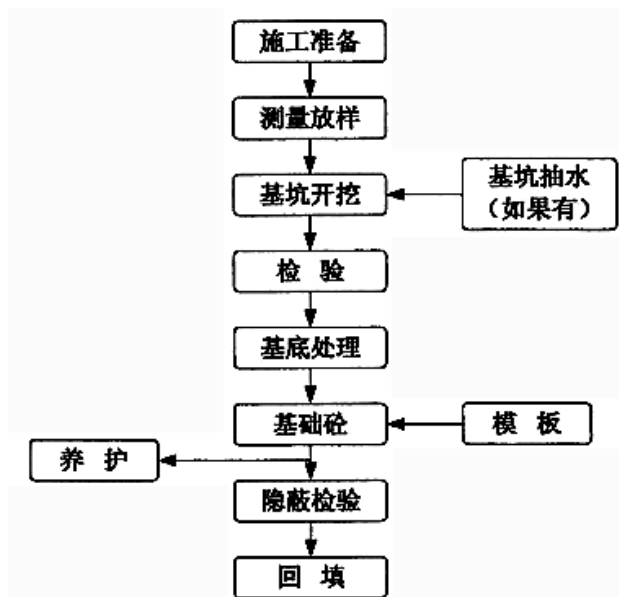 施工准备
测量放样
基坑开挖
基坑抽水
（如果有）
检 验
基底处理
基础砼
模 板
养 护
隐蔽检验
回 填